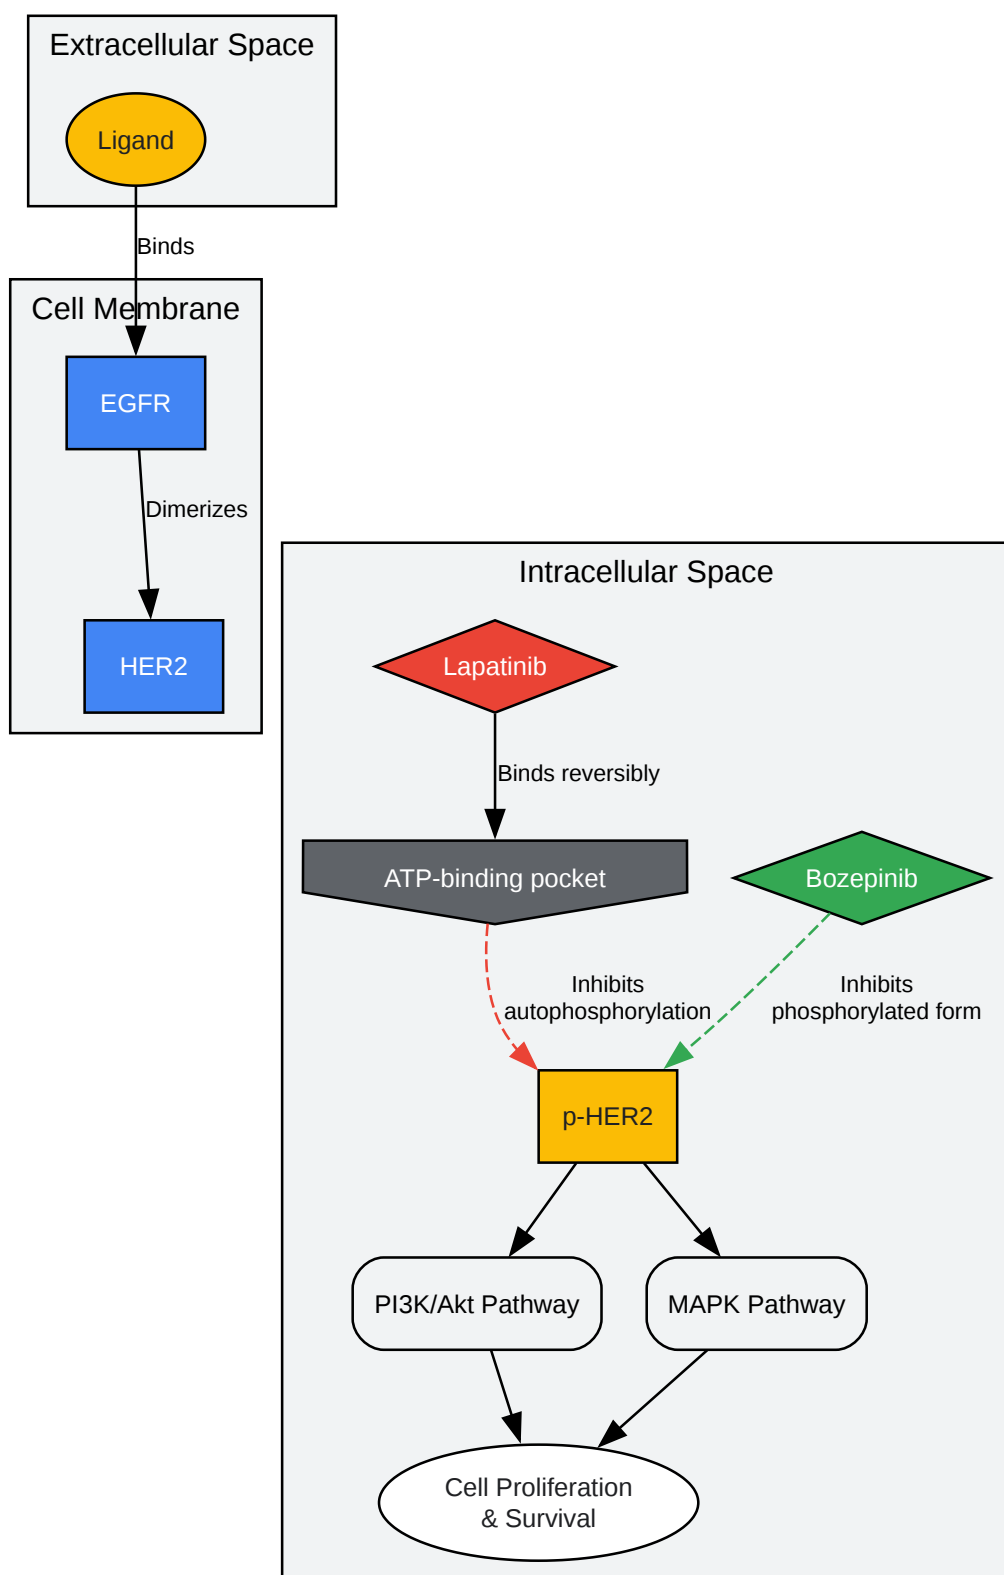 Extracellular Space
Ligand
Binds
Cell Membrane
EGFR
Dimerizes
HER2
Intracellular Space
Lapatinib
Binds reversibly
ATP-binding pocket
Bozepinib
Inhibits
autophosphorylation
Inhibits
phosphorylated form
p-HER2
PI3K/Akt Pathway
MAPK Pathway
Cell Proliferation
& Survival